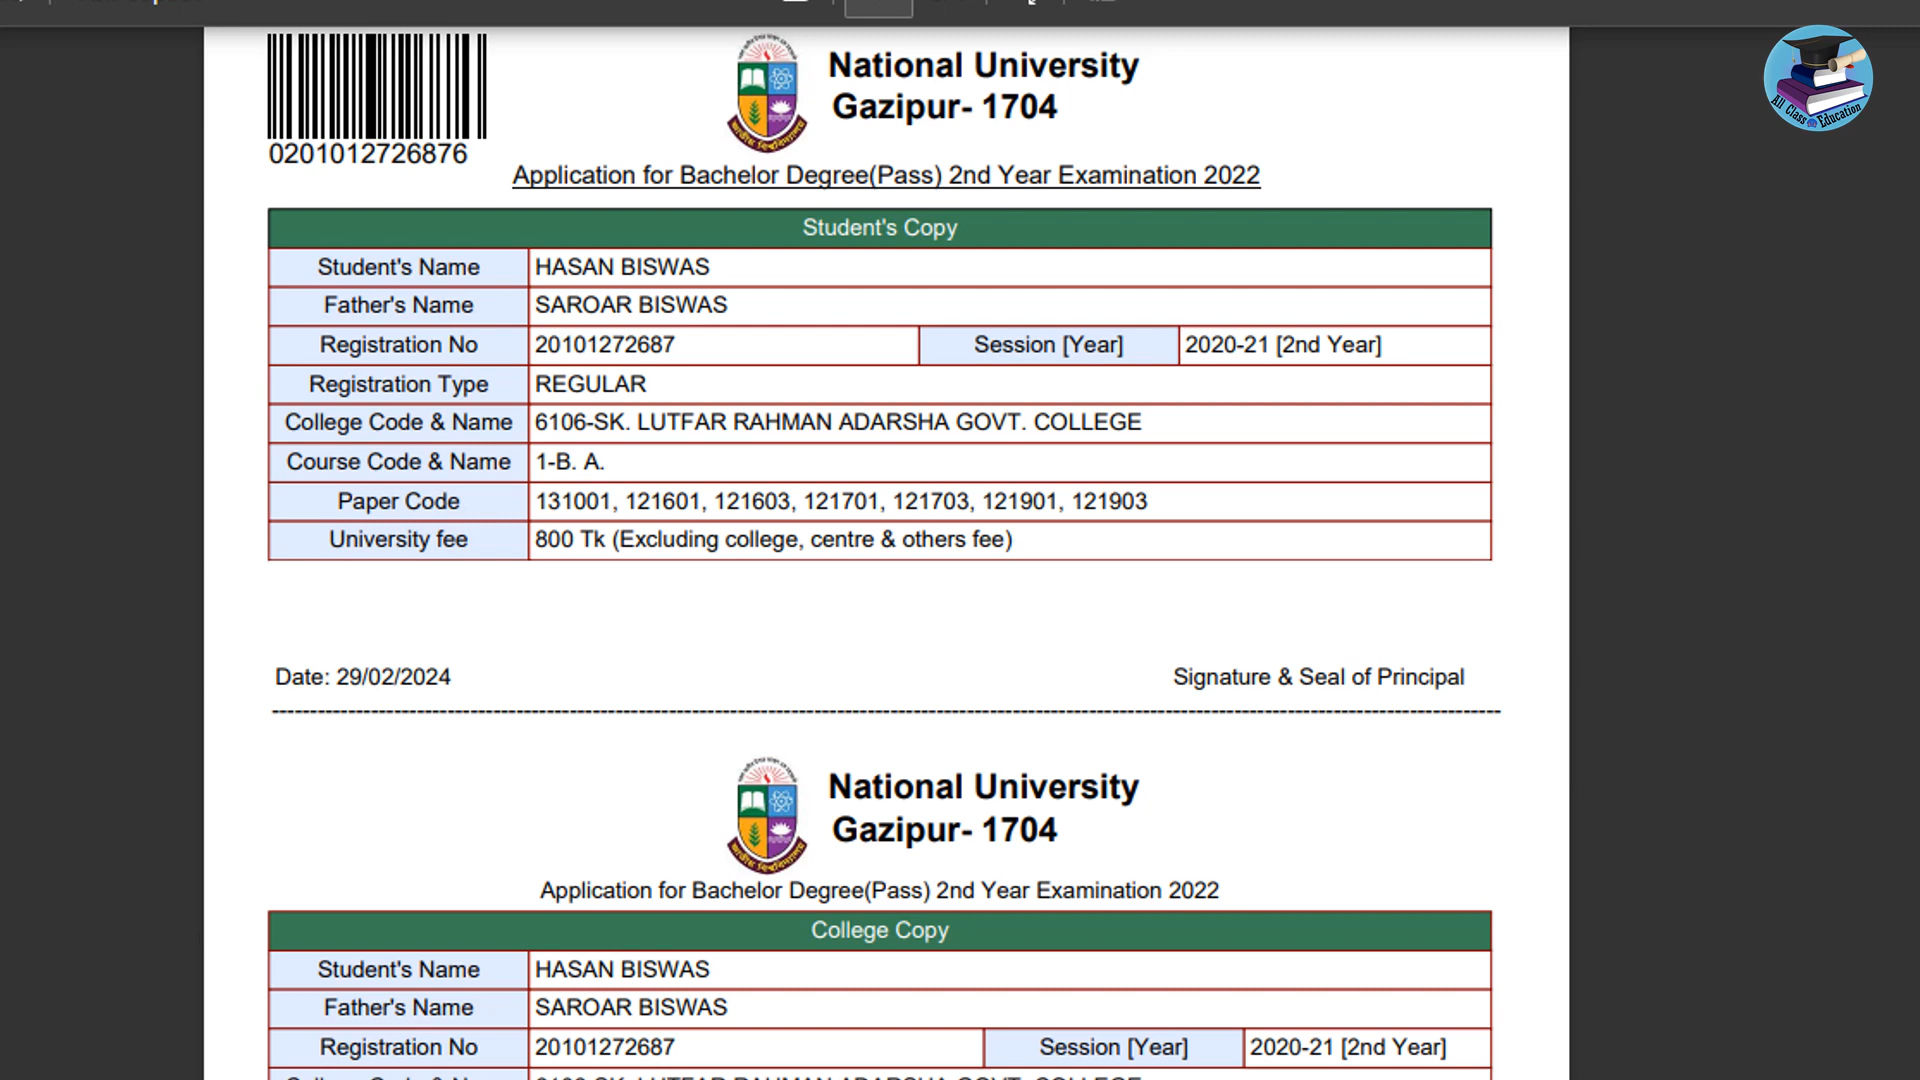 National University
Gazipur- 1704
0201012726876
Application for Bachelor Degree(Pass) 2nd Year Examination 2022
Student's Copy
Student's Name HASAN BISWAS
Father's Name SAROAR BISWAS
Registration No 20101272687 Session [Year] 2020-21 [2nd Year]
Registration Type REGULAR
College Code & Name 6106-SK. LUTFAR RAHMAN ADARSHA GOVT. COLLEGE
Course Code & Name 1-B. A.
Paper Code 131001, 121601, 121603, 121701, 121703, 121901, 121903
University fee 800 Tk (Excluding college, centre & others fee)
Date: 29/02/2024 Signature & Seal of Principal
National University
Gazipur- 1704
Application for Bachelor Degree(Pass) 2nd Year Examination 2022
College Copy
Student's Name HASAN BISWAS
Father's Name SAROAR BISWAS
Registration No 20101272687 Session [Year] 2020-21 [2nd Year]
All Class Education